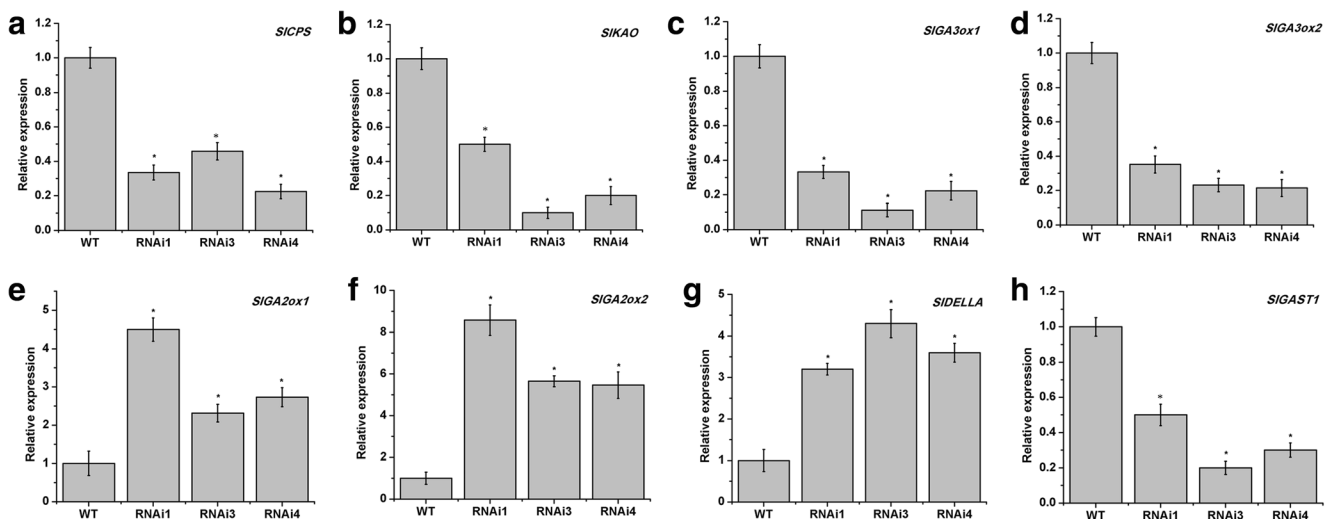 a
SlCPS
Relative expression
1.2
1.0
0.8
0.6
0.4
0.2
0.0
*
*
*
WT RNAi1 RNAi3 RNAi4
b
SlKAO
Relative expression
1.2
1.0
0.8
0.6
0.4
0.2
0.0
*
*
*
WT RNAi1 RNAi3 RNAi4
c
SlGA3ox1
Relative expression
1.2
1.0
0.8
0.6
0.4
0.2
0.0
*
*
*
WT RNAi1 RNAi3 RNAi4
d
SlGA3ox2
Relative expression
1.2
1.0
0.8
0.6
0.4
0.2
0.0
*
*
*
WT RNAi1 RNAi3 RNAi4
e
SlGA2ox1
Relative expression
5
4
3
2
1
*
*
*
WT RNAi1 RNAi3 RNAi4
f
SlGA2ox2
Relative expression
10
8
6
4
2
0
*
*
*
WT RNAi1 RNAi3 RNAi4
g
SlDELLA
Relative expression
5
4
3
2
1
0
*
*
*
WT RNAi1 RNAi3 RNAi4
h
SlGAST1
Relative expression
1.2
1.0
0.8
0.6
0.4
0.2
0.0
*
*
*
WT RNAi1 RNAi3 RNAi4